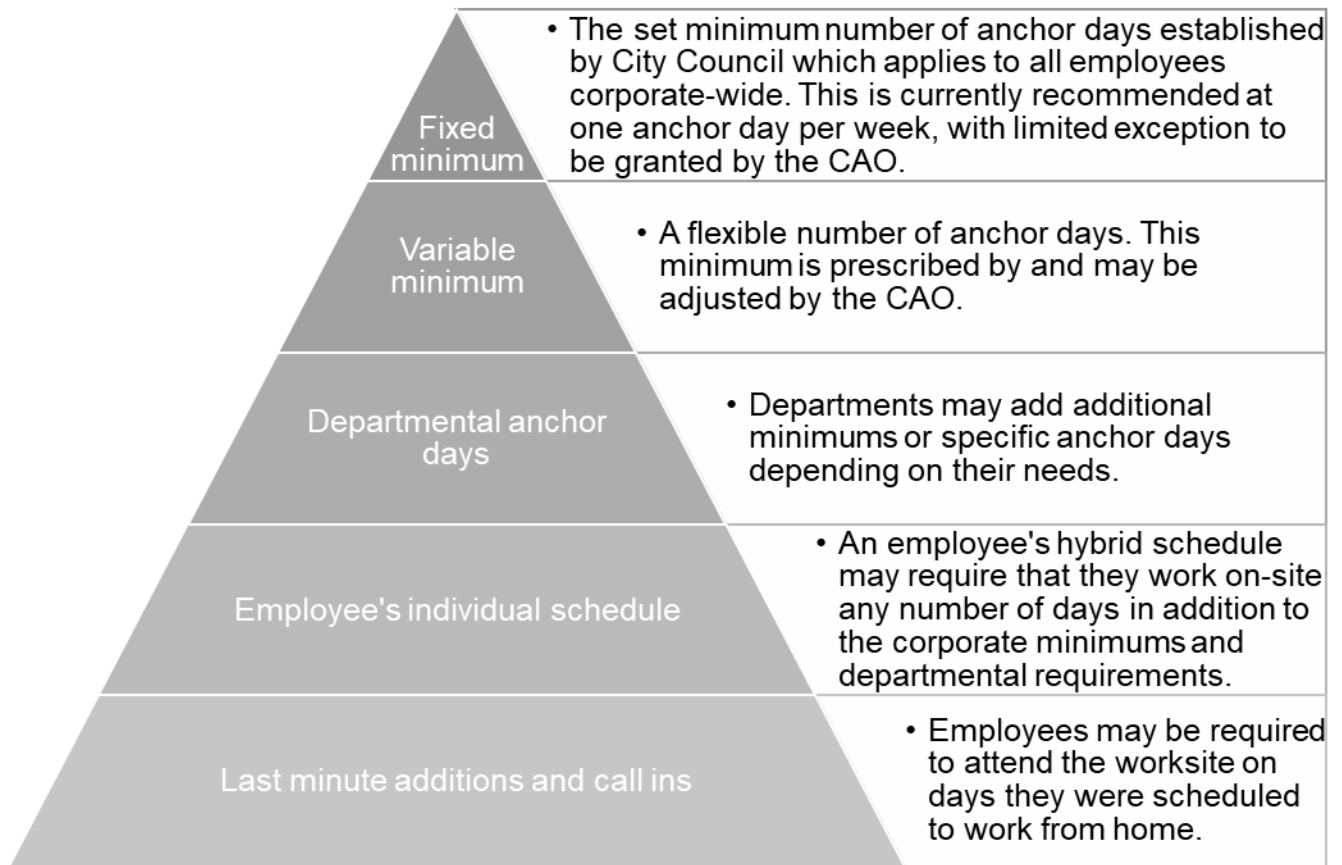 Fixed
minimum
• The set minimum number of anchor days established
by City Council which applies to all employees
corporate-wide. This is currently recommended at
one anchor day per week, with limited exception to
be granted by the CAO.
Variable
minimum
• A flexible number of anchor days. This
minimum is prescribed by and may be
adjusted by the CAO.
Departmental anchor
days
• Departments may add additional
minimums or specific anchor days
depending on their needs.
Employee's individual schedule
• An employee's hybrid schedule
may require that they work on-site
any number of days in addition to
the corporate minimums and
departmental requirements.
Last minute additions and call ins
• Employees may be required
to attend the worksite on
days they were scheduled
to work from home.